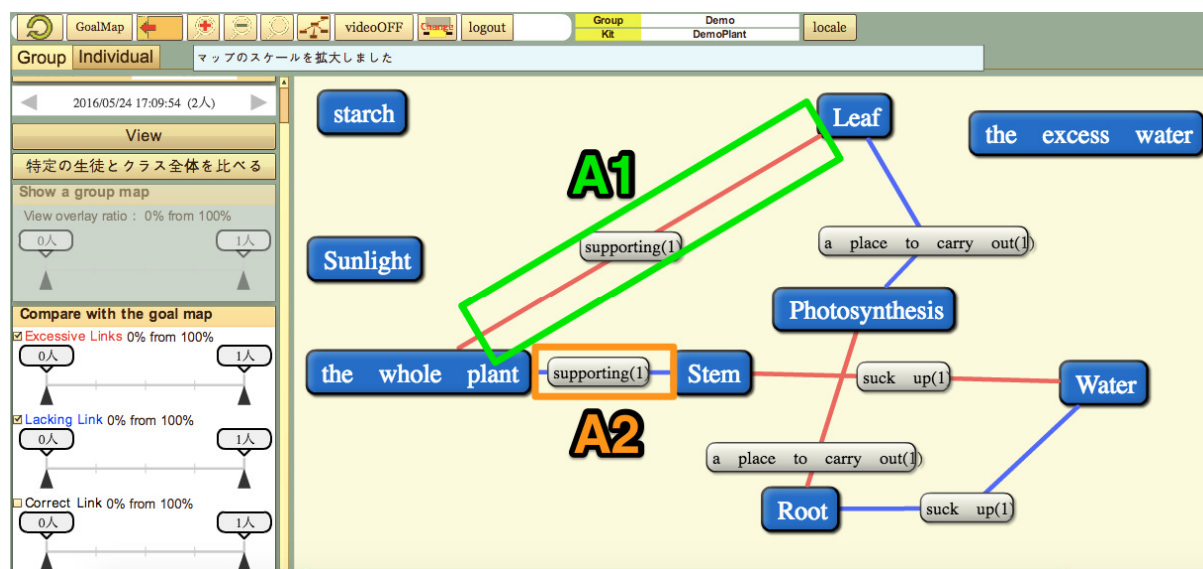 GoalMap
videoOFF
Change
logout
Group Demo
Kit DemoPlant
locale
Group Individual
マップのスケールを拡大しました
2016/05/24 17:09:54 (2人)
View
特定の生徒とクラス全体を比べる
Show a group map
View overlay ratio : 0% from 100%
0人 1人
Compare with the goal map
Excessive Links 0% from 100%
0人 1人
Lacking Link 0% from 100%
0人 1人
Correct Link 0% from 100%
0人 1人
starch
Leaf
the excess water
A1
supporting(1)
a place to carry out(1)
Sunlight
Photosynthesis
the whole plant
supporting(1)
Stem
suck up(1)
Water
A2
a place to carry out(1)
Root
suck up(1)